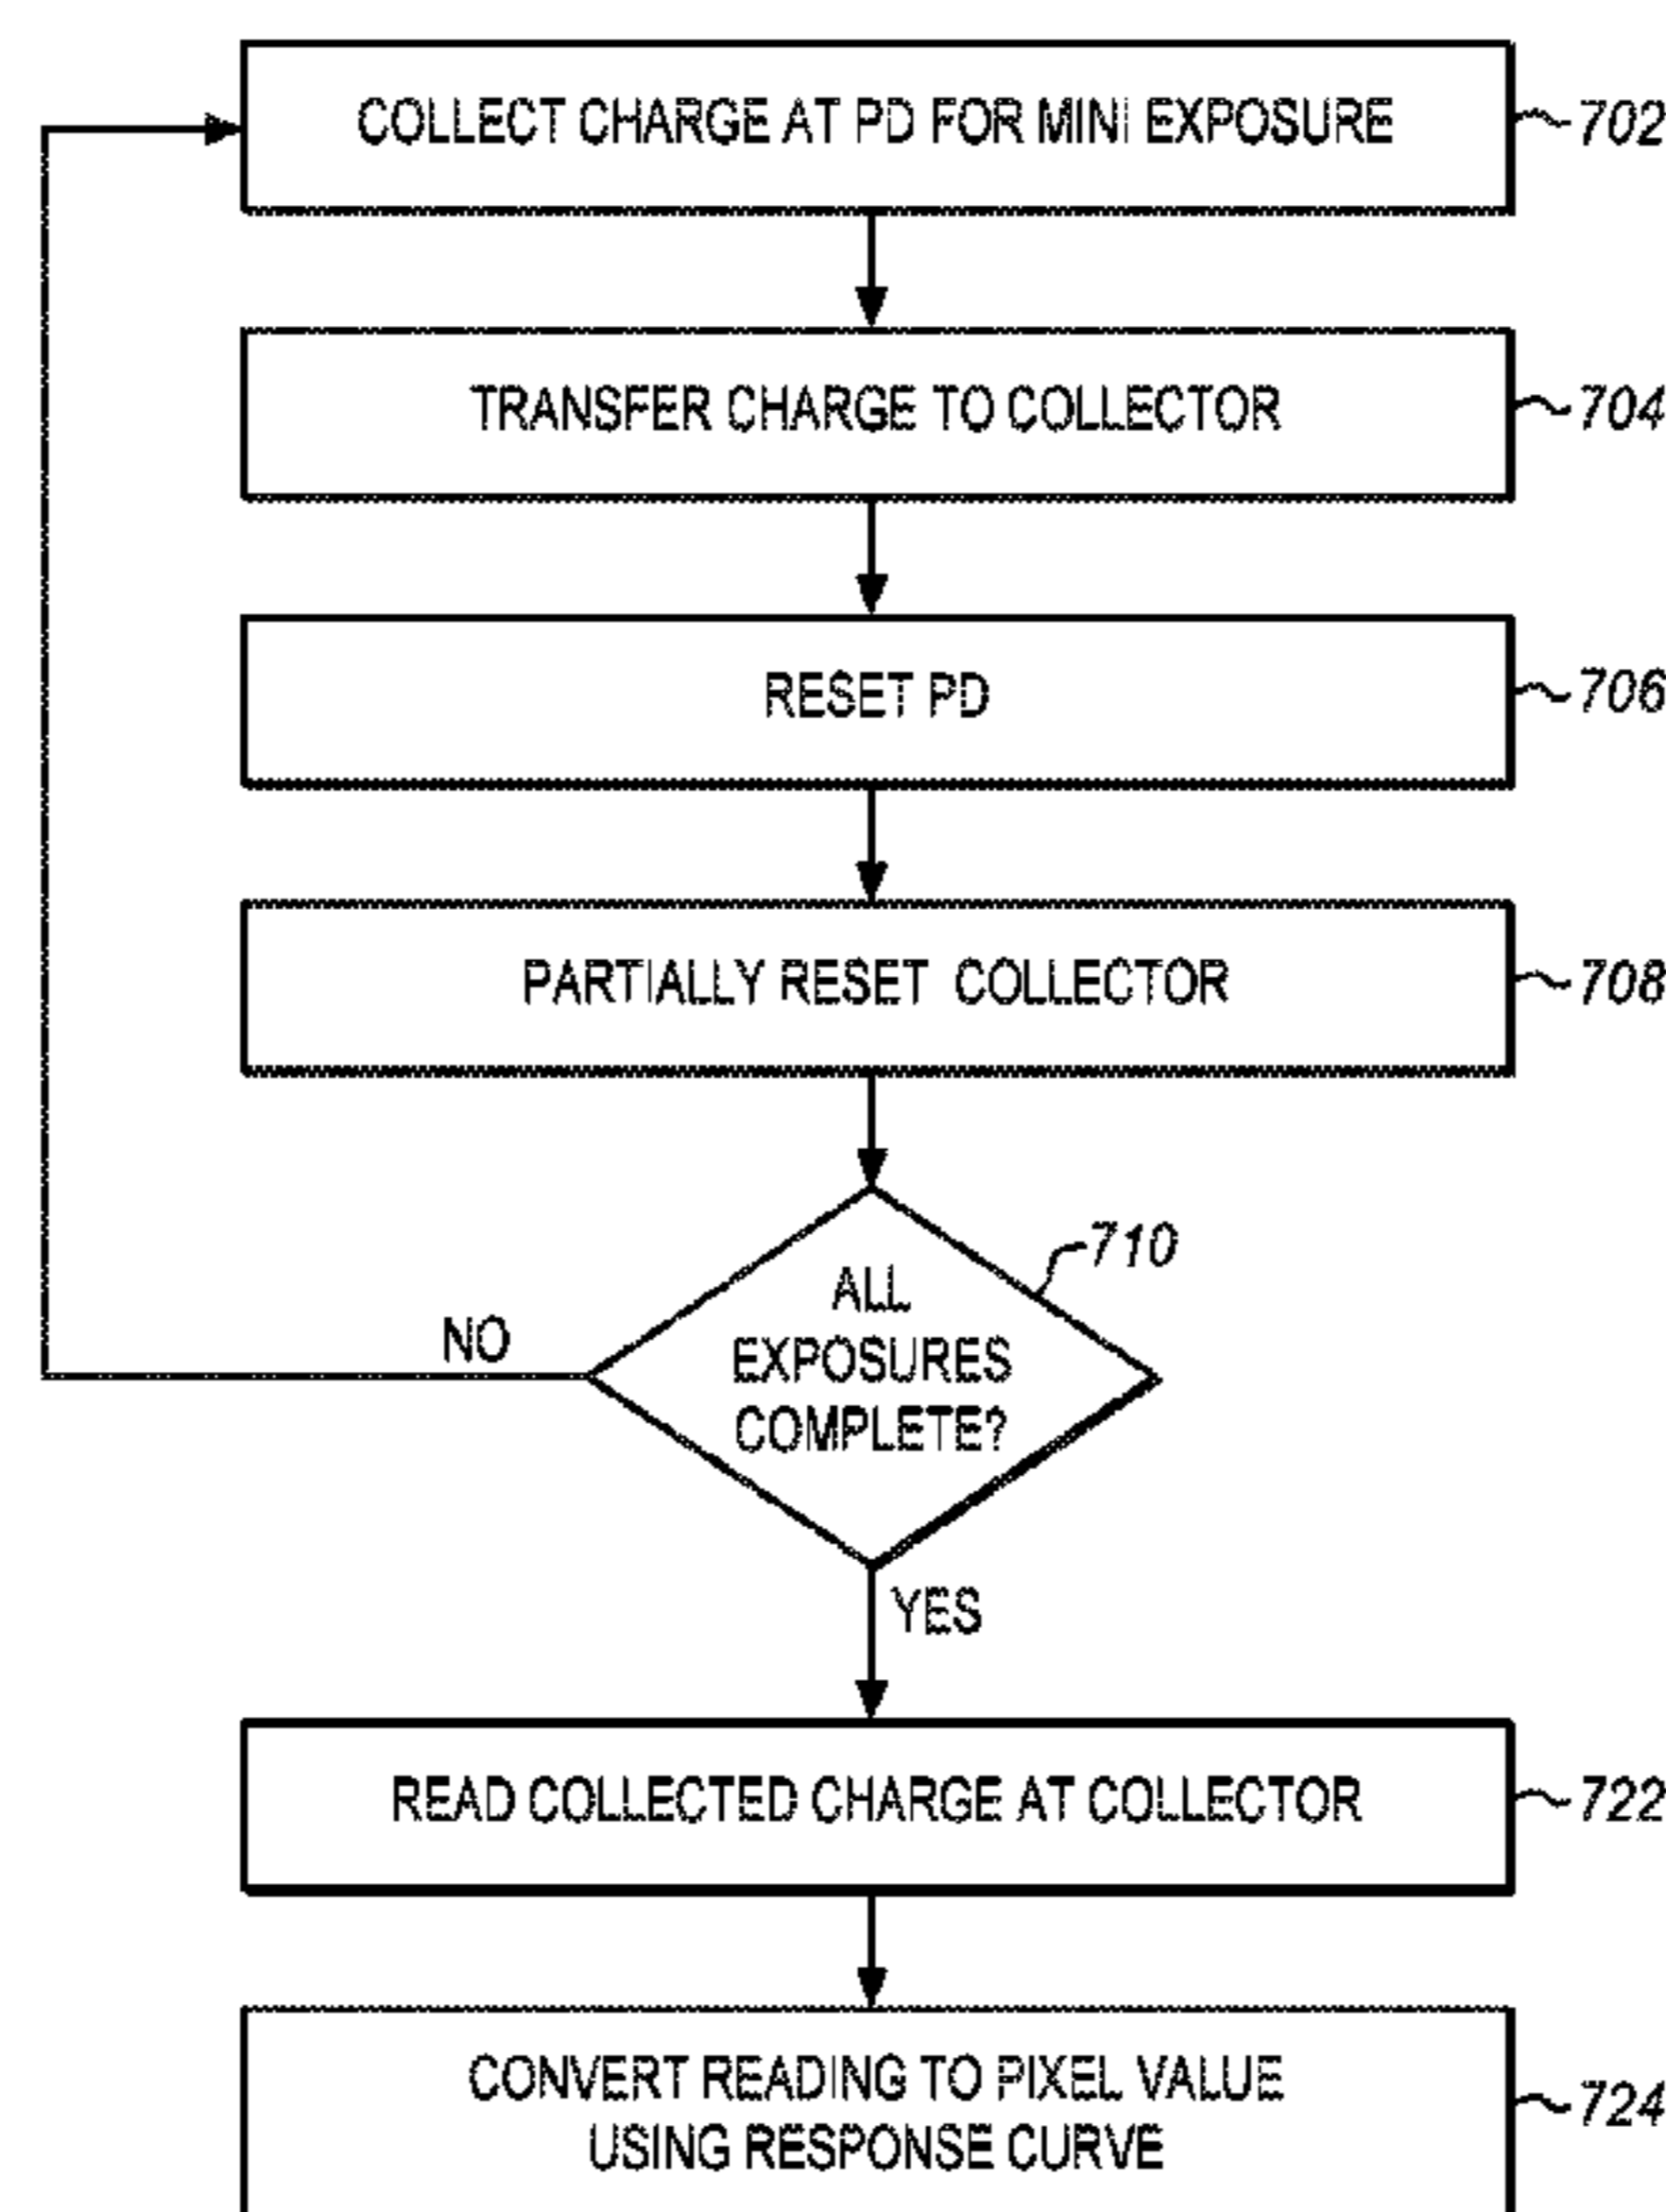 COLLECT CHARGE AT PD FOR MINI EXPOSURE
702
TRANSFER CHARGE TO COLLECTOR
704
RESET PD
706
PARTIALLY RESET COLLECTOR
708
710
ALL
EXPOSURES
COMPLETE?
NO
YES
READ COLLECTED CHARGE AT COLLECTOR
722
CONVERT READING TO PIXEL VALUE
USING RESPONSE CURVE
724